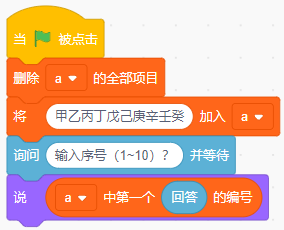 当 被点击
删除 a 的全部项目
将 甲乙丙丁戊己庚辛壬癸 加入 a
询问 输入序号（1~10）？ 并等待
说 a 中第一个 回答 的编号